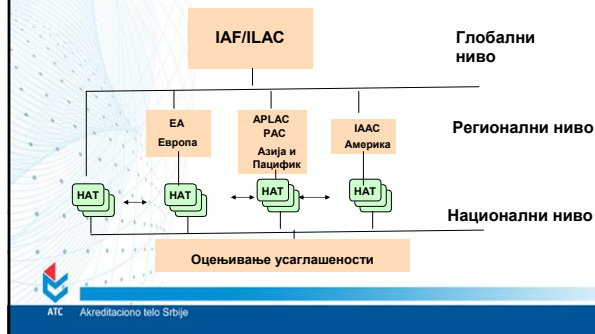 IAF/ILAC
Глобални
ниво
EA
Европа
APLAC
PAC
Азија и
Пацифик
IAAC
Америка
Регионални ниво
НАТ
НАТ
НАТ
НАТ
Национални ниво
Оцењивање усаглашености
ATC Akreditaciono telo Srbije